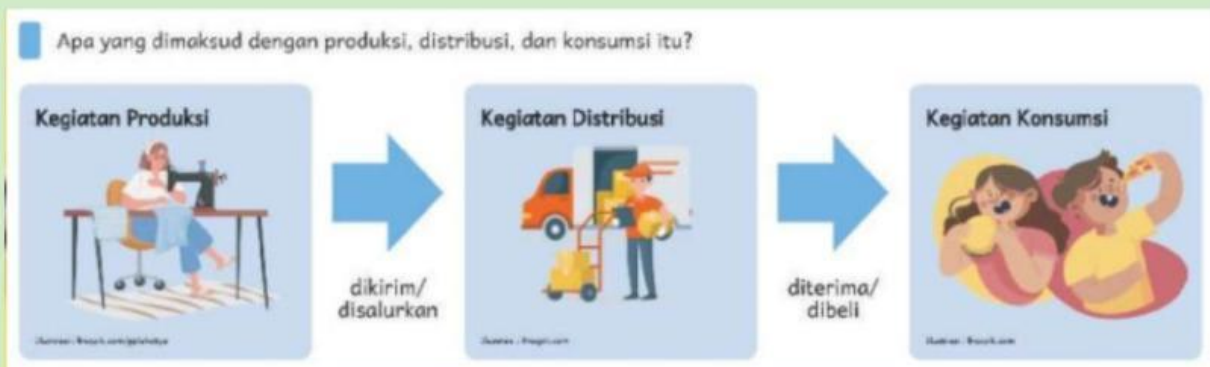 Apa yang dimaksud dengan produksi, distribusi, dan konsumsi itu?
Kegiatan Produksi
dikirim/
disalurkan
Kegiatan Distribusi
diterima/
dibeli
Kegiatan Konsumsi